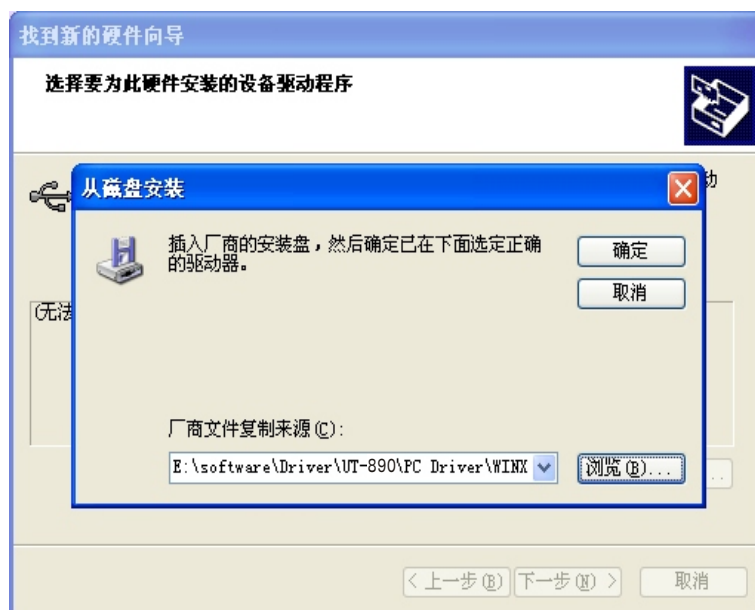 找到新的硬件向导
选择要为此硬件安装的设备驱动程序
动
从磁盘安装
插入厂商的安装盘，然后确定已在下面选定正确
的驱动器。
确定
取消
(无法
厂商文件复制来源(C):
E:\software\Driver\UT-890\PC Driver\WINX
浏览(B)...
< 上一步(B)
下一步(N) >
取消